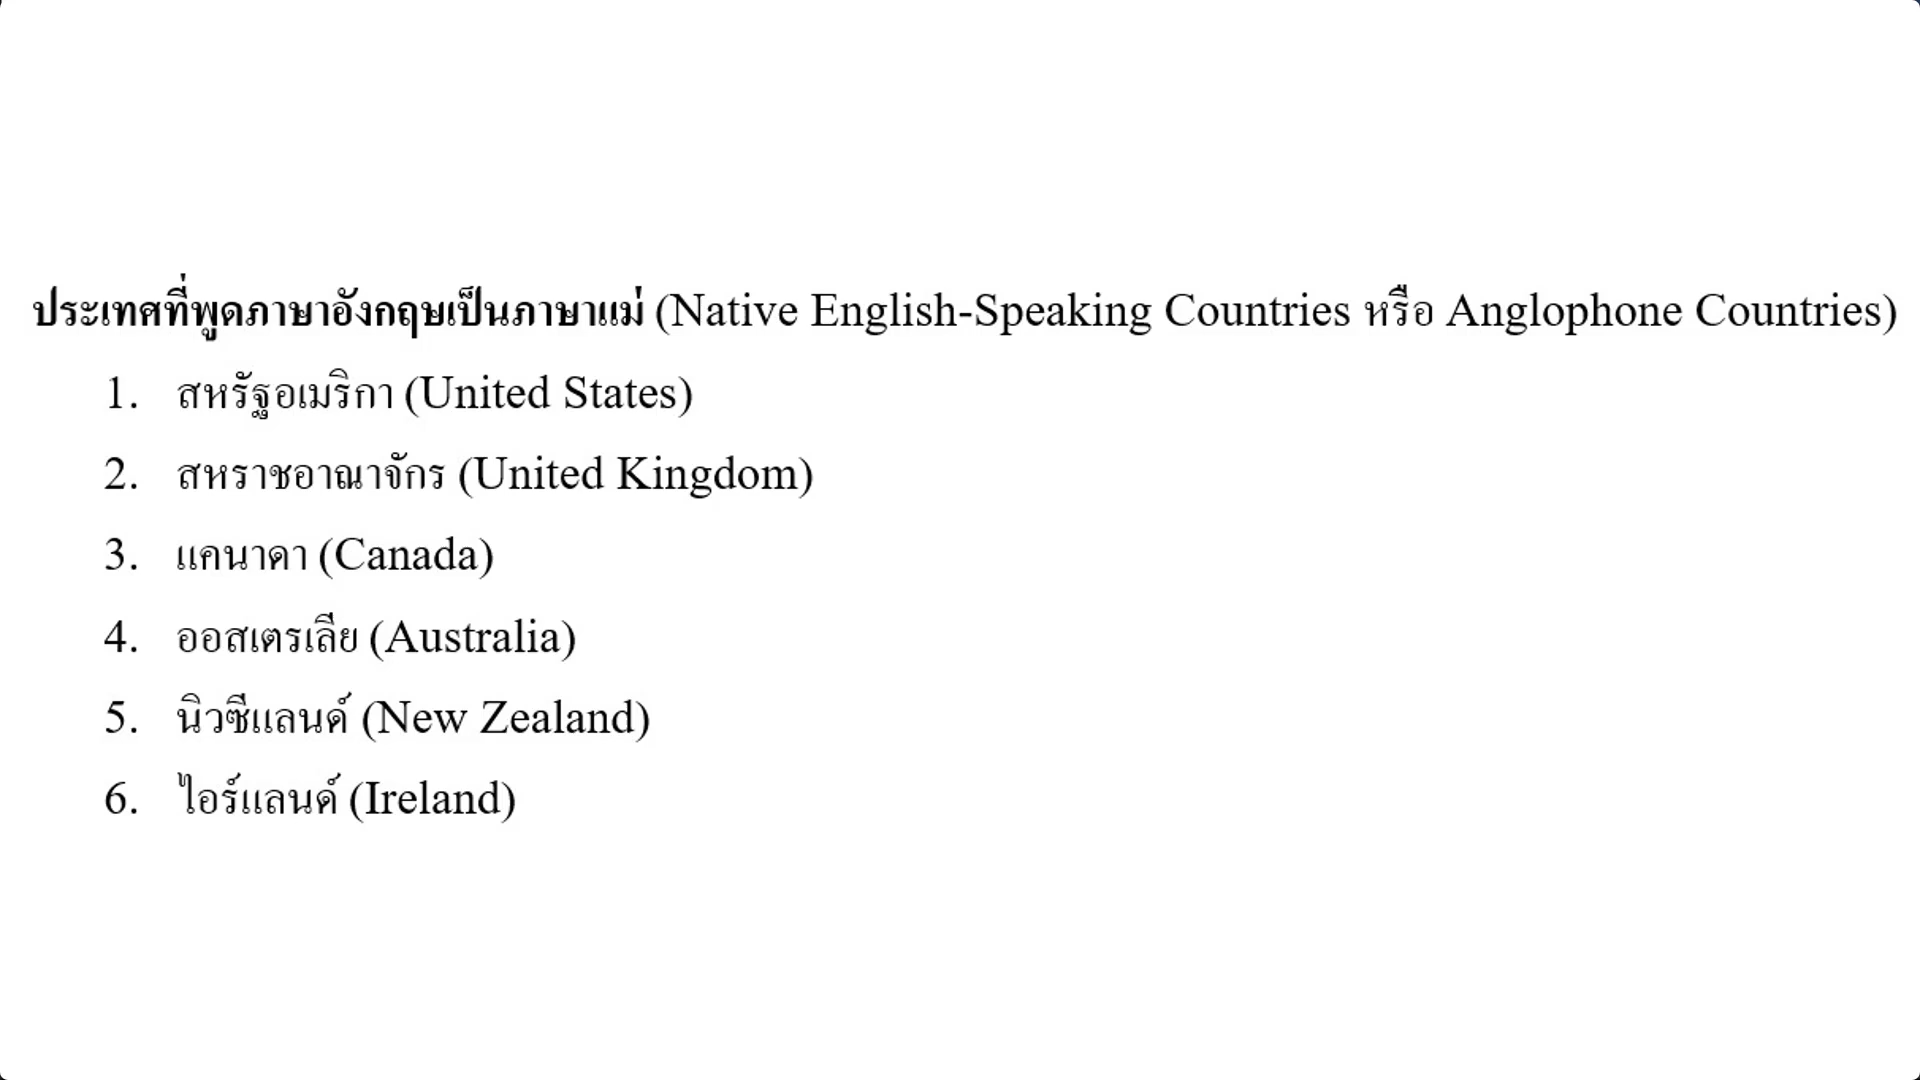 ประเทศที่พูดภาษาอังกฤษเป็นภาษาแม่ (Native English-Speaking Countries หรือ Anglophone Countries)
1. สหรัฐอเมริกา (United States)
2. สหราชอาณาจักร (United Kingdom)
3. แคนาดา (Canada)
4. ออสเตรเลีย (Australia)
5. นิวซีแลนด์ (New Zealand)
6. ไอร์แลนด์ (Ireland)